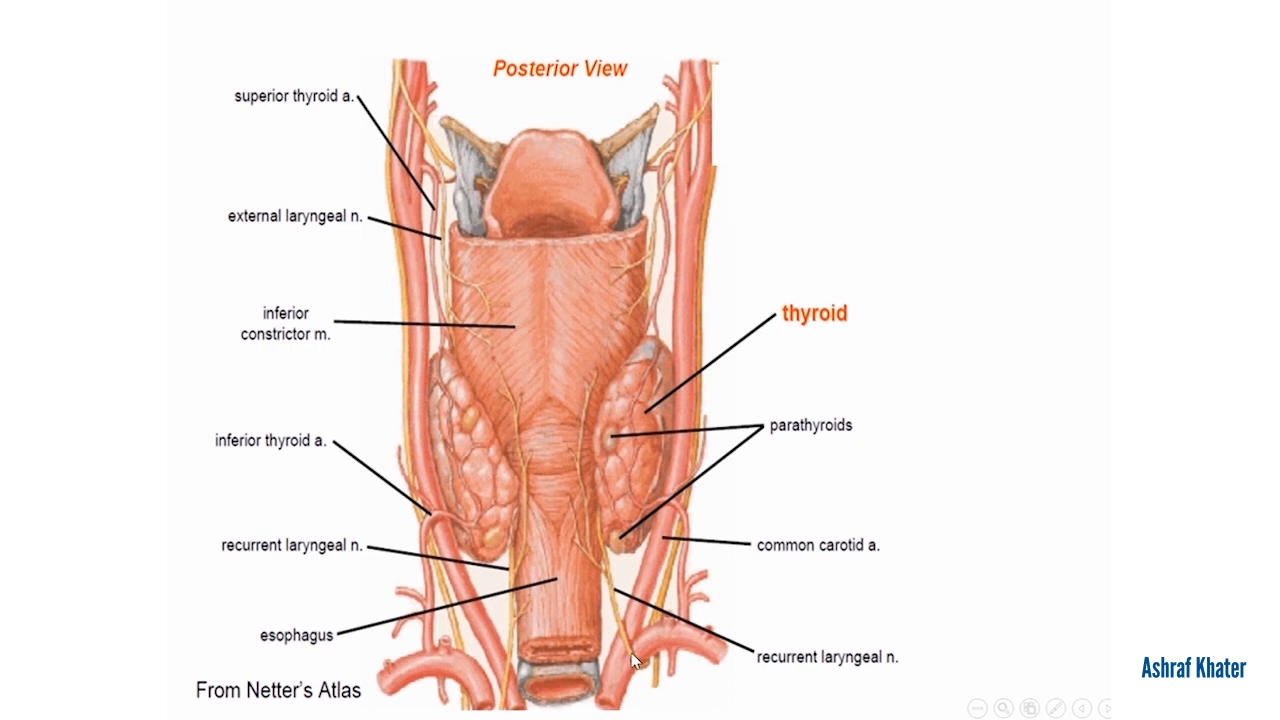 Posterior View
superior thyroid a.
external laryngeal n.
inferior
constrictor m.
thyroid
inferior thyroid a.
parathyroids
recurrent laryngeal n.
common carotid a.
esophagus
recurrent laryngeal n.
From Netter's Atlas
Ashraf Khater